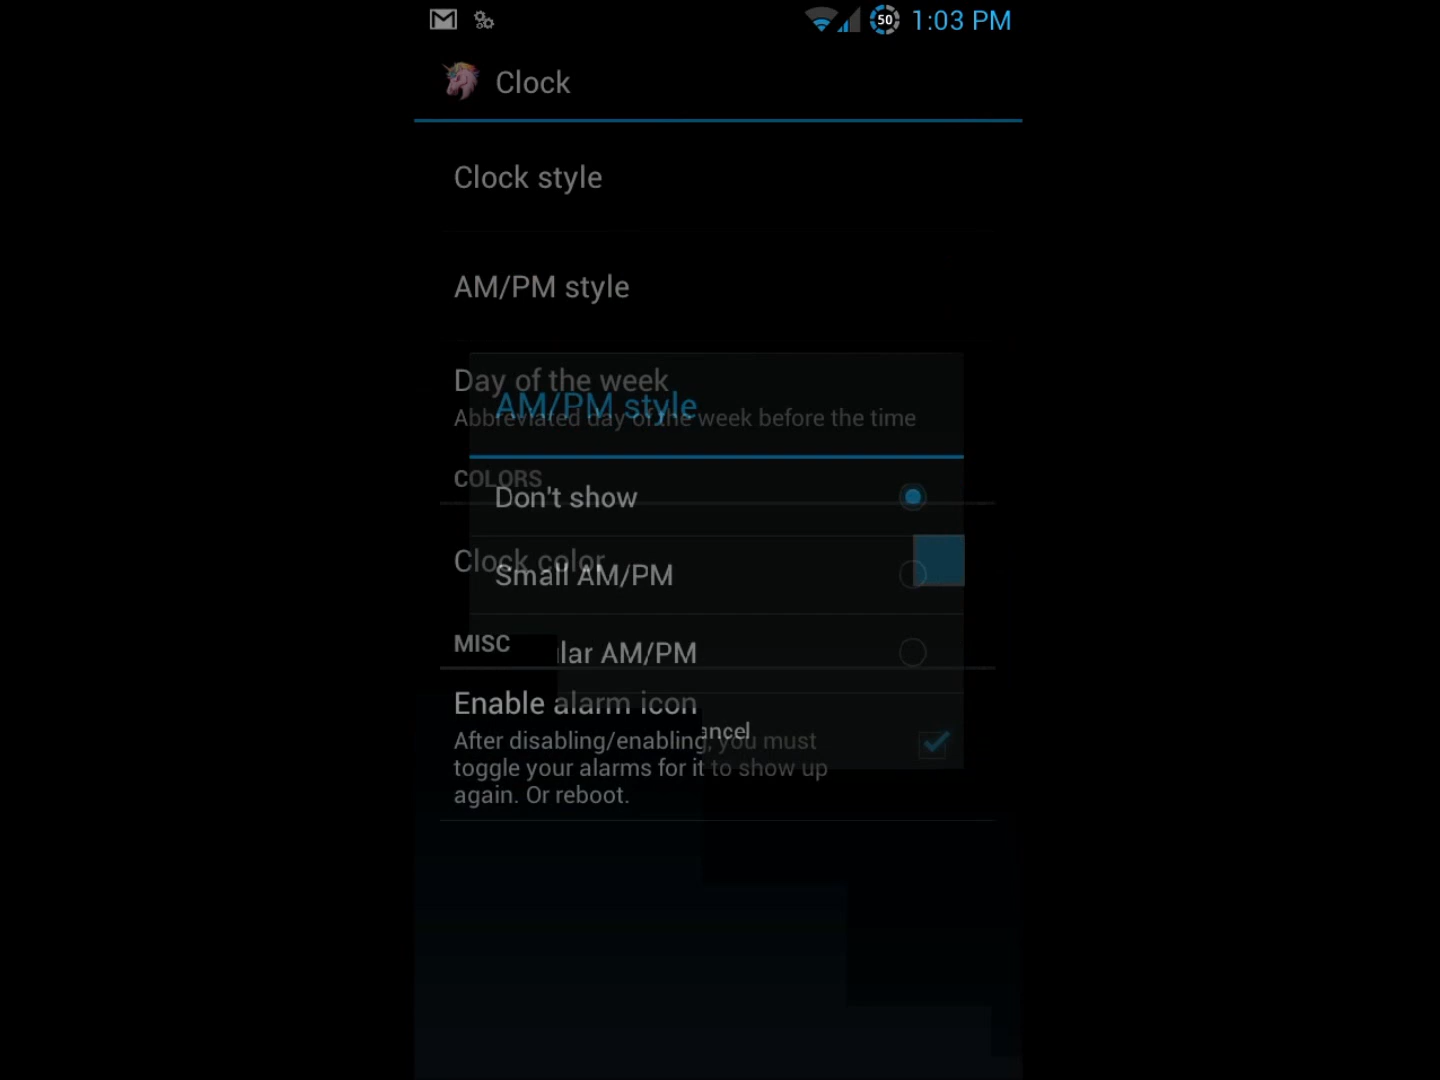 50 1:03 PM
Clock
Clock style
AM/PM style
Day of the week
AM/PM style
Abbreviated day of the week before the time
COLORS
Don't show
Clock color
Small AM/PM
MISC
lar AM/PM
Enable alarm icon
ancel
After disabling/enabling, you must
toggle your alarms for it to show up
again. Or reboot.